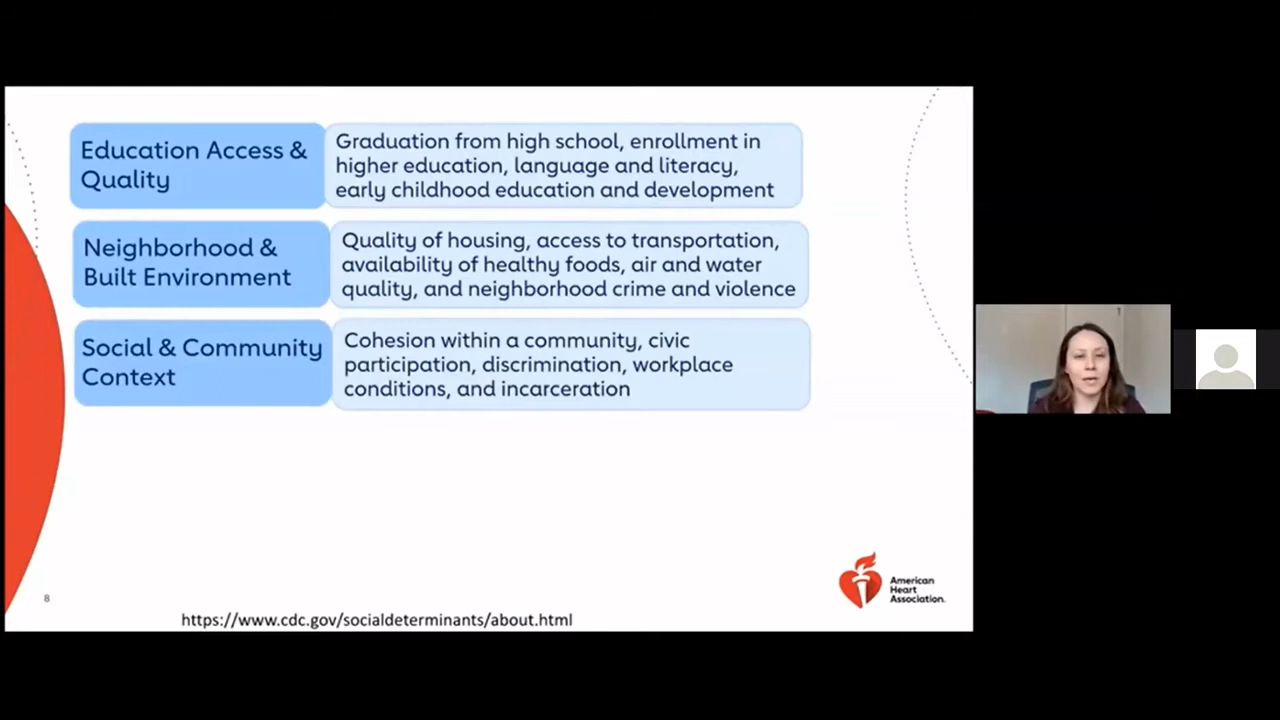 Education Access &
Quality
Graduation from high school, enrollment in
higher education, language and literacy,
early childhood education and development
Neighborhood &
Built Environment
Quality of housing, access to transportation,
availability of healthy foods, air and water
quality, and neighborhood crime and violence
Social & Community
Context
Cohesion within a community, civic
participation, discrimination, workplace
conditions, and incarceration
American
Heart
Association.
8
https://www.cdc.gov/socialdeterminants/about.html